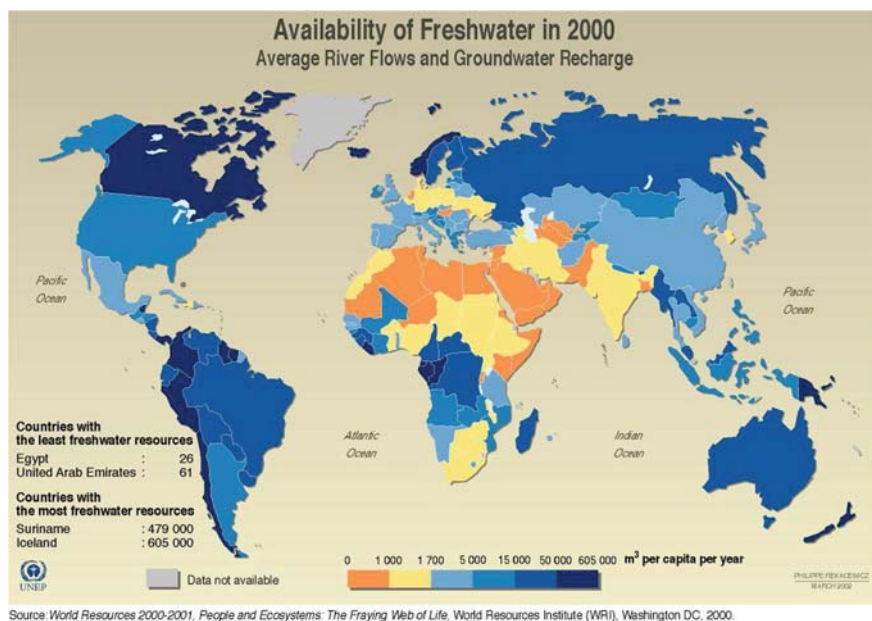 Availability of Freshwater in 2000
Average River Flows and Groundwater Recharge
Pacific
Ocean
Pacific
Ocean
Atlantic
Ocean
Indian
Ocean
Countries with
the least freshwater resources
Egypt : 26
United Arab Emirates : 61
Countries with
the most freshwater resources
Suriname : 479 000
Iceland : 605 000
0 1 000 1 700 5 000 15 000 50 000 605 000 m³ per capita per year
Data not available
UNEP
PHILIPPE REKACEWICZ
MARCH 2002
Source: World Resources 2000-2001, People and Ecosystems: The Fraying Web of Life, World Resources Institute (WRI), Washington DC, 2000.